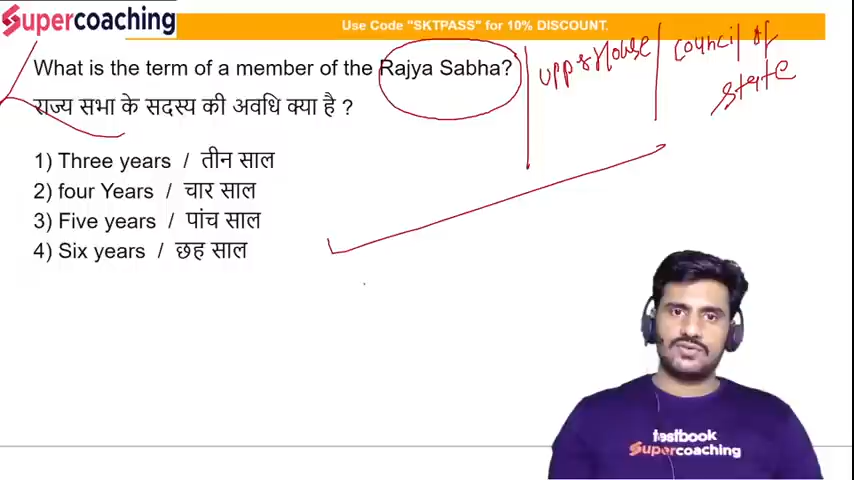 Supercoaching
Use Code "SKTPASS" for 10% DISCOUNT.
What is the term of a member of the Rajya Sabha?
upper House
council of
state
राज्य सभा के सदस्य की अवधि क्या है ?
1) Three years / तीन साल
2) four Years / चार साल
3) Five years / पांच साल
4) Six years / छह साल
testbook
Supercoaching